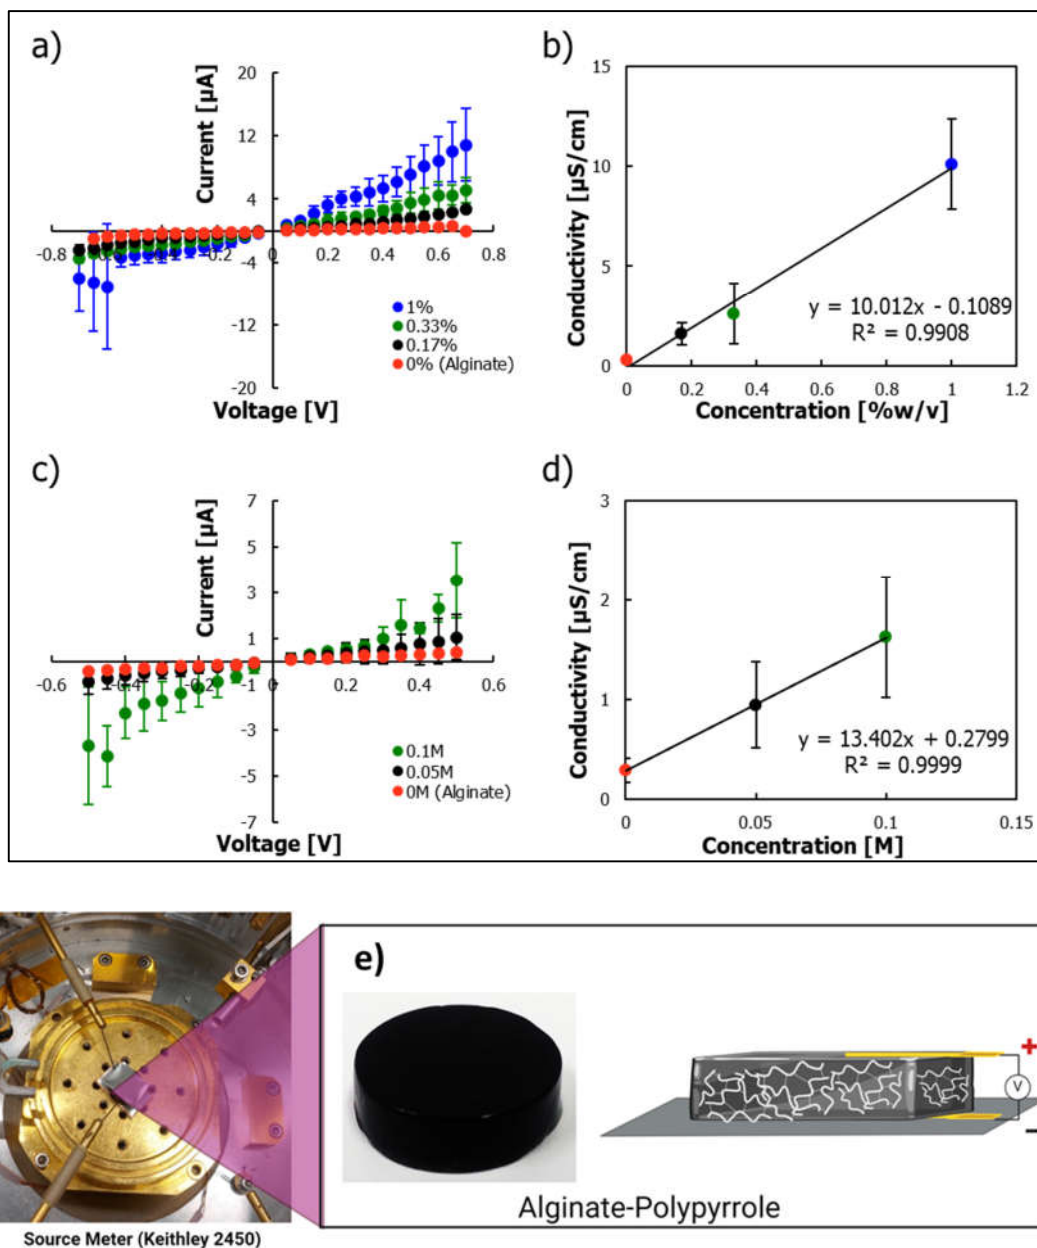 a)
Current [µA]
20
12
4
-4
-12
-20
-0.8
0.2
0
0.2
0.4
0.6
0.8
1%
0.33%
0.17%
0% (Alginate)
Voltage [V]
b)
Conductivity [µS/cm]
15
10
5
0
y = 10.012x - 0.1089
R² = 0.9908
0
0.2
0.4
0.6
0.8
1
1.2
Concentration [%w/v]
c)
Current [µA]
7
5
3
1
-1
-3
-5
-7
-0.6
-0.4
-0.2
0
0.2
0.4
0.6
0.1M
0.05M
0M (Alginate)
Voltage [V]
d)
Conductivity [µS/cm]
3
2
1
0
y = 13.402x + 0.2799
R² = 0.9999
0
0.05
0.1
0.15
Concentration [M]
e)
+
V
–
Alginate-Polypyrrole
Source Meter (Keithley 2450)